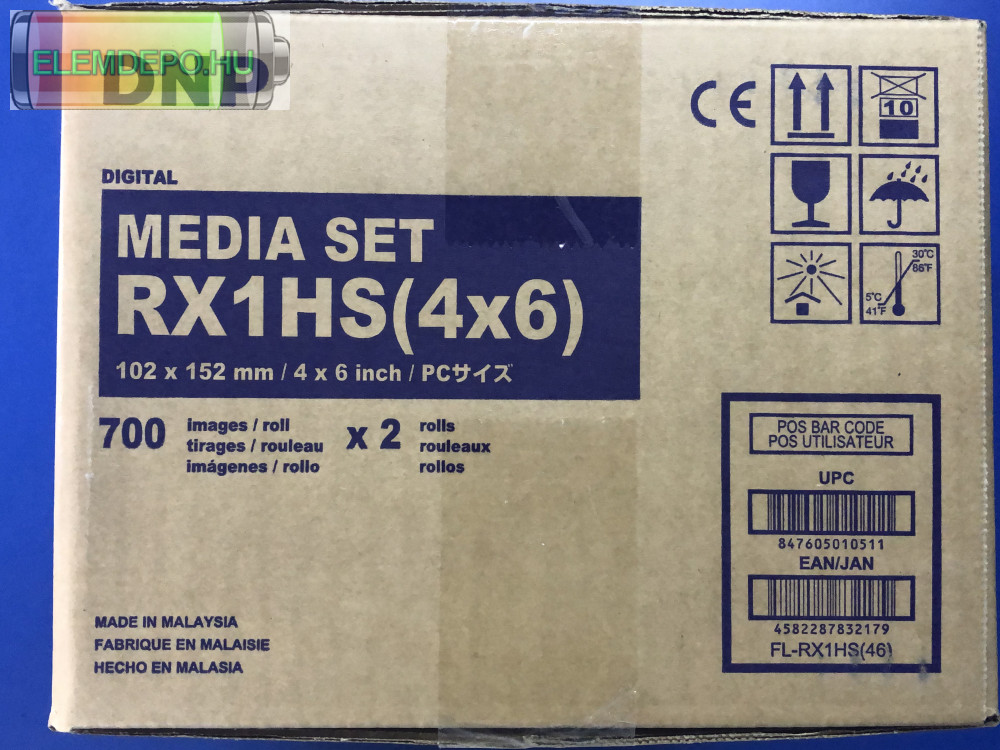 ELEMDEPO.HU
DNP
CE
10
DIGITAL
MEDIA SET
RX1HS(4x6)
102 x 152 mm / 4 x 6 inch / PCサイズ
30°C
86°F
5°C
41°F
700 images / roll x 2 rolls
tirages / rouleau rouleaux
imágenes / rollo rollos
POS BAR CODE
POS UTILISATEUR
UPC
847605010511
EAN/JAN
4582287832179
FL-RX1HS(46)
MADE IN MALAYSIA
FABRIQUE EN MALAISIE
HECHO EN MALASIA